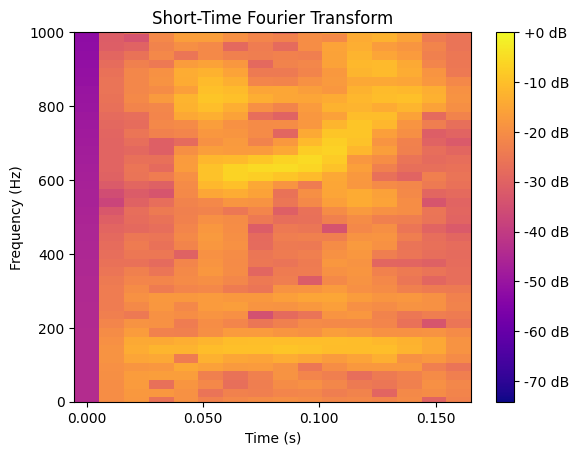 Short-Time Fourier Transform
1000
800
600
400
200
0
Frequency (Hz)
0.000
0.050
0.100
0.150
Time (s)
+0 dB
-10 dB
-20 dB
-30 dB
-40 dB
-50 dB
-60 dB
-70 dB